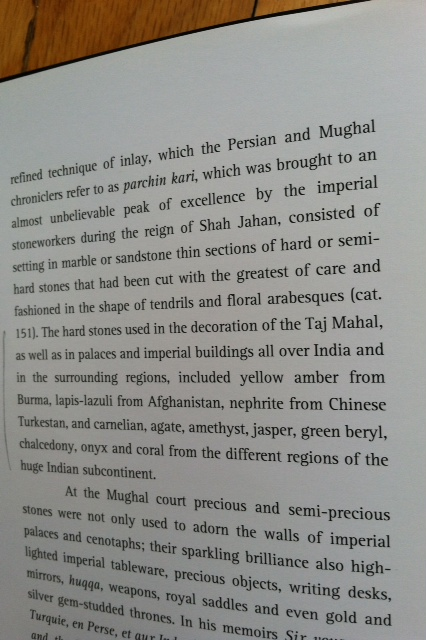 refined technique of inlay, which the Persian and Mughal
chroniclers refer to as parchin kari, which was brought to an
almost unbelievable peak of excellence by the imperial
stoneworkers during the reign of Shah Jahan, consisted of
setting in marble or sandstone thin sections of hard or semi-
hard stones that had been cut with the greatest of care and
fashioned in the shape of tendrils and floral arabesques (cat.
151). The hard stones used in the decoration of the Taj Mahal,
as well as in palaces and imperial buildings all over India and
in the surrounding regions, included yellow amber from
Burma, lapis-lazuli from Afghanistan, nephrite from Chinese
Turkestan, and carnelian, agate, amethyst, jasper, green beryl,
chalcedony, onyx and coral from the different regions of the
huge Indian subcontinent.
At the Mughal court precious and semi-precious
stones were not only used to adorn the walls of imperial
palaces and cenotaphs; their sparkling brilliance also high-
lighted imperial tableware, precious objects, writing desks,
mirrors, huqqa, weapons, royal saddles and even gold and
silver gem-studded thrones. In his memoirs Six
Turquie, en Perse, et aux
and